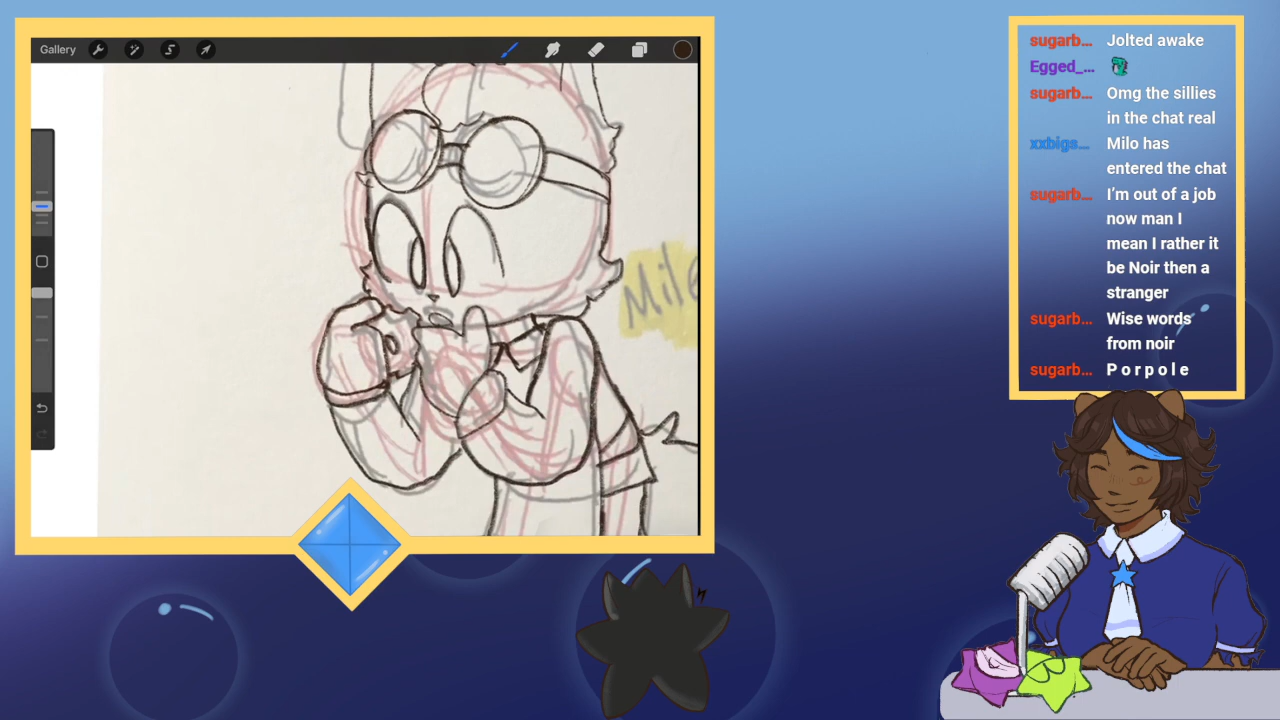 Gallery
Mile
sugarb... Jolted awake
Egged_...
sugarb... Omg the sillies
in the chat real
xxbigs... Milo has
entered the chat
sugarb... I'm out of a job
now man I
mean I rather it
be Noir then a
stranger
sugarb... Wise words
from noir
sugarb... P o r p o l e